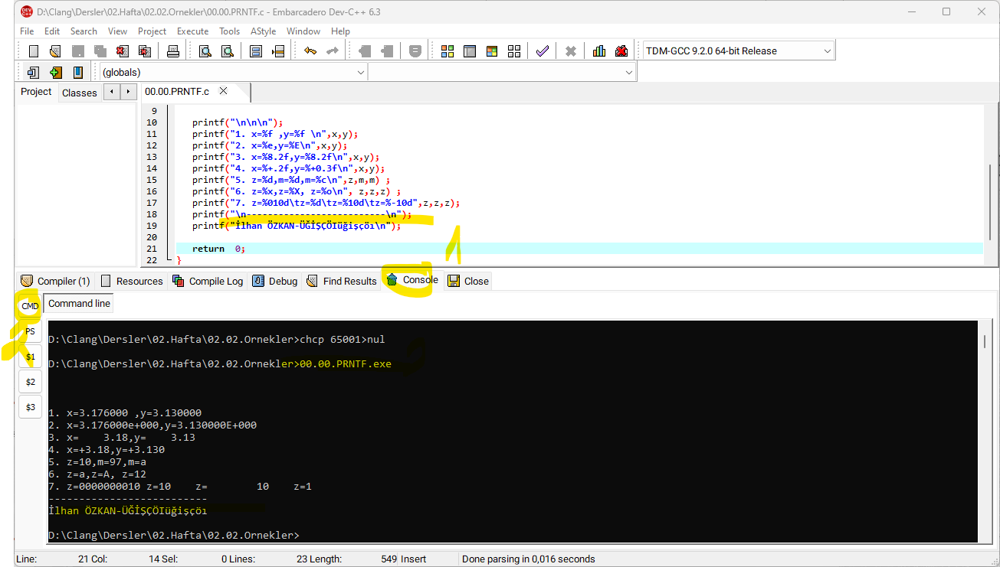 D:\Clang\Dersler\02.Hafta\02.02.Ornekler\00.00.PRNTF.c - Embarcadero Dev-C++ 6.3
File Edit Search View Project Execute Tools AStyle Window Help
TDM-GCC 9.2.0 64-bit Release
(globals)
Project Classes 00.00.PRNTF.c
9
10 printf("\n\n\n");
11 printf("1. x=%f ,y=%f \n",x,y);
12 printf("2. x=%e,y=%E\n",x,y);
13 printf("3. x=%8.2f,y=%8.2f\n",x,y);
14 printf("4. x=%+.2f,y=%+0.3f\n",x,y);
15 printf("5. z=%d,m=%d,m=%c\n",z,m,m) ;
16 printf("6. z=%x,z=%X, z=%o\n", z,z,z) ;
17 printf("7. z=%010d\tz=%d\tz=%10d\tz=%-10d",z,z,z);
18 printf("\n--------------------------\n");
19 printf("İlhan ÖZKAN-ÜĞİŞÇÖIüğişçöı\n");
20
21 return 0;
22 }
1
Compiler (1) Resources Compile Log Debug Find Results Console Close
CMD Command line
PS
$1
$2
$3
D:\Clang\Dersler\02.Hafta\02.02.Ornekler>chcp 65001>nul
D:\Clang\Dersler\02.Hafta\02.02.Ornekler>00.00.PRNTF.exe
1. x=3.176000 ,y=3.130000
2. x=3.176000e+000,y=3.130000E+000
3. x=    3.18,y=    3.13
4. x=+3.18,y=+3.130
5. z=10,m=97,m=a
6. z=a,z=A, z=12
7. z=0000000010 z=10    z=        10    z=1
--------------------------
İlhan ÖZKAN-ÜĞİŞÇÖIüğişçöı
D:\Clang\Dersler\02.Hafta\02.02.Ornekler>
Line: 21 Col: 14 Sel: 0 Lines: 23 Length: 549 Insert Done parsing in 0,016 seconds